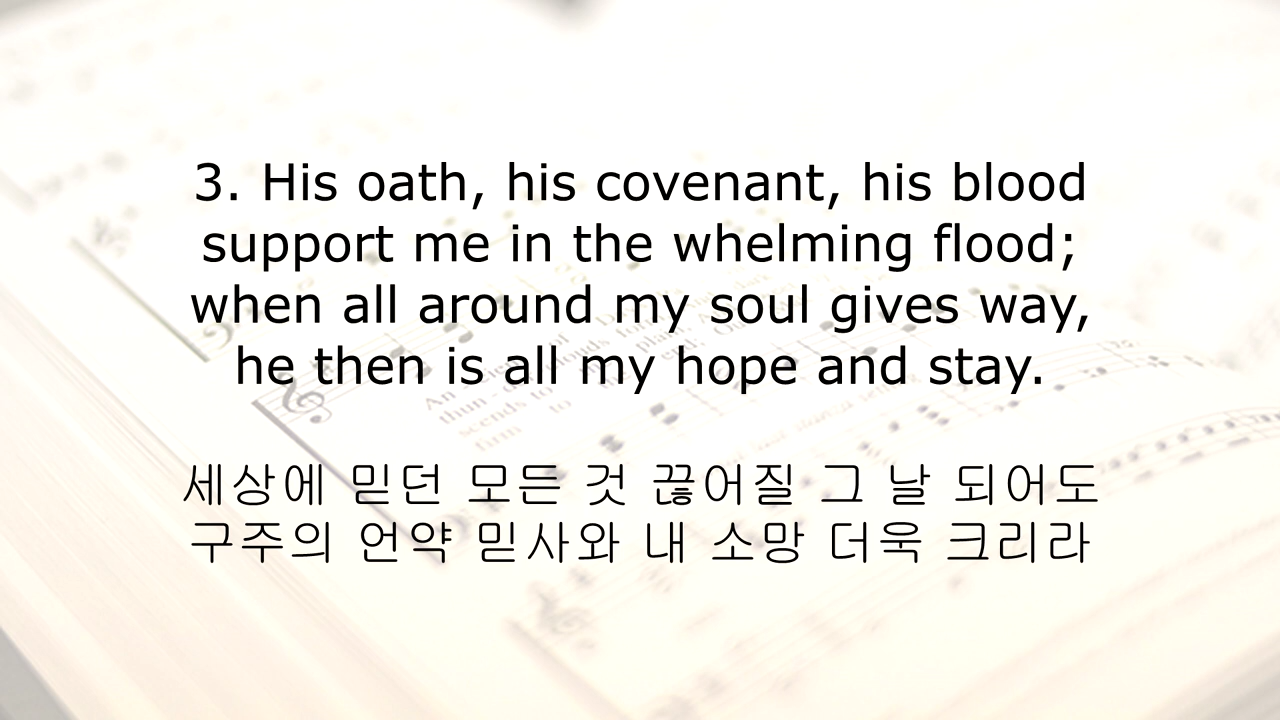 3. His oath, his covenant, his blood
support me in the whelming flood;
when all around my soul gives way,
he then is all my hope and stay.
세상에 믿던 모든 것 끊어질 그 날 되어도
구주의 언약 믿사와 내 소망 더욱 크리라